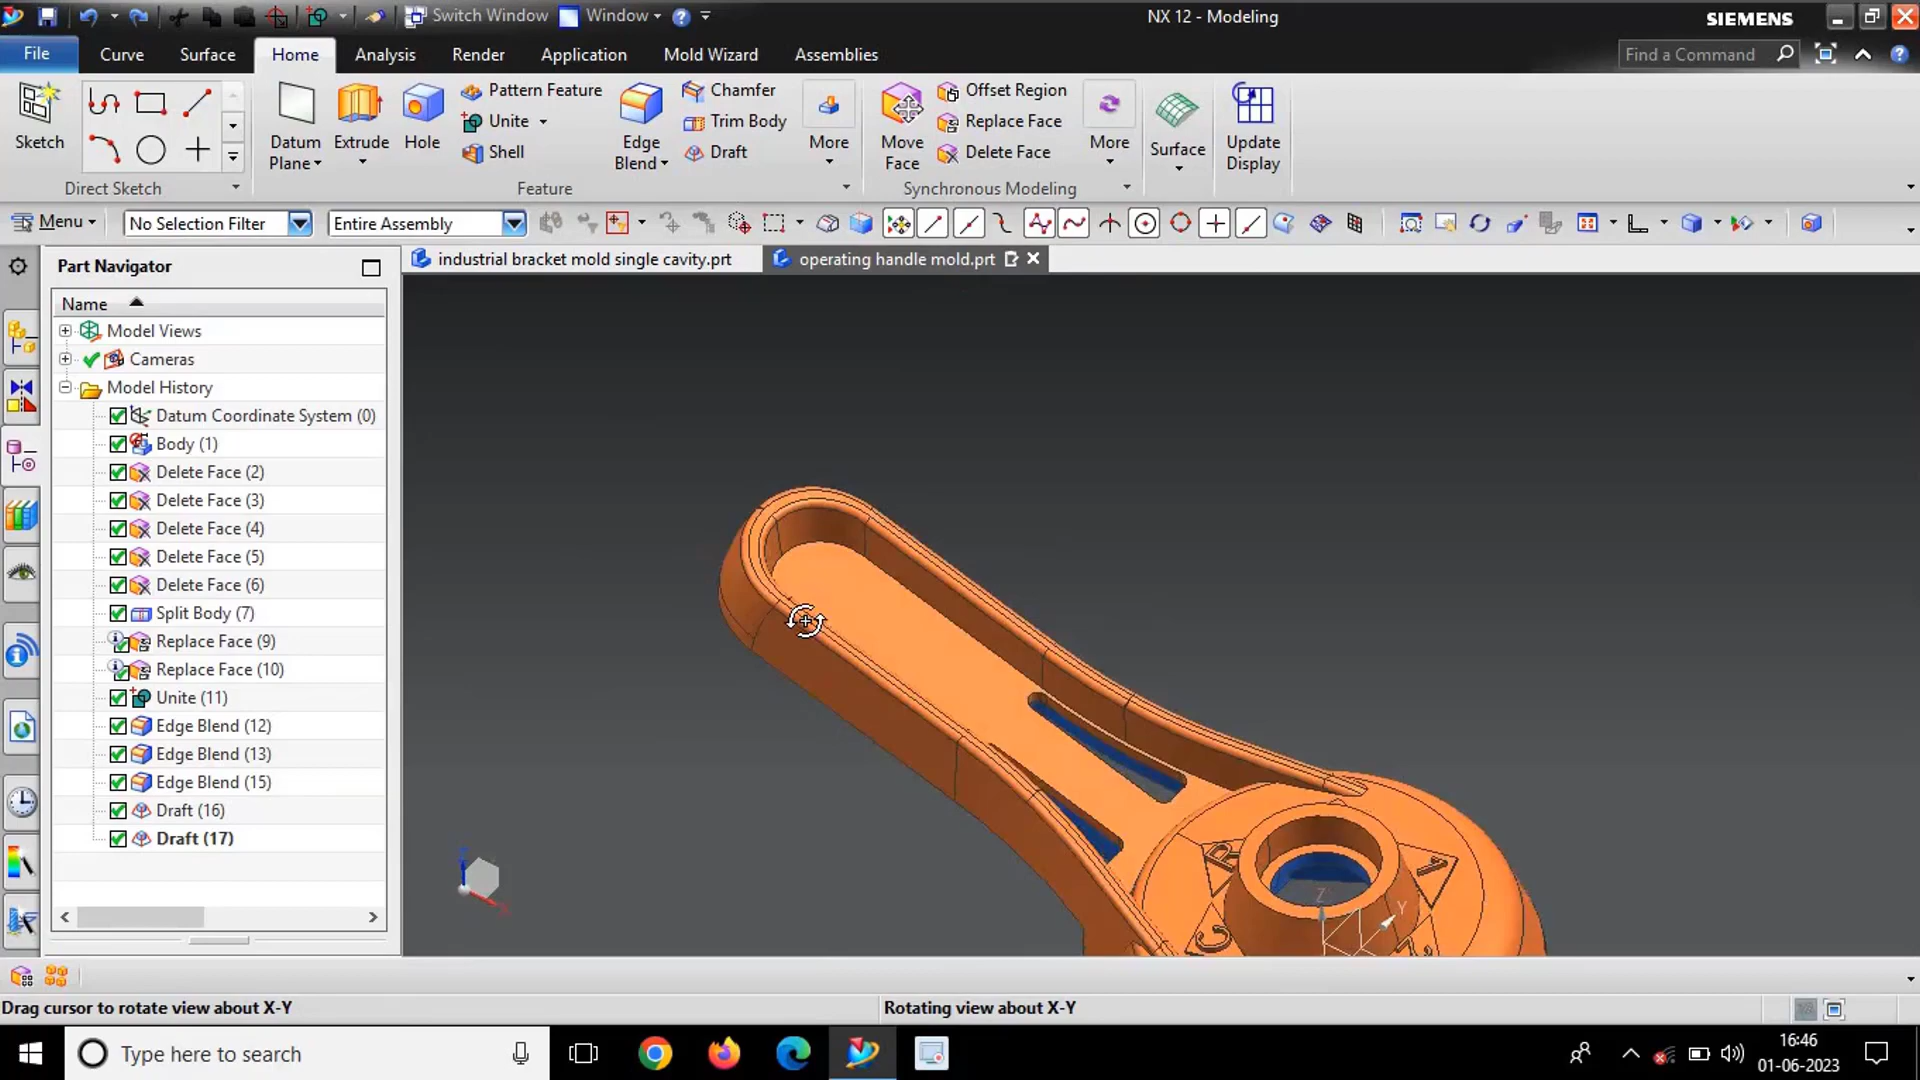 Switch Window
Window
NX 12 - Modeling
SIEMENS
File
Curve
Surface
Home
Analysis
Render
Application
Mold Wizard
Assemblies
Find a Command
Sketch
Direct Sketch
Datum
Plane
Extrude
Hole
Pattern Feature
Unite
Shell
Edge
Blend
Chamfer
Trim Body
Draft
More
Feature
Move
Face
Offset Region
Replace Face
Delete Face
More
Synchronous Modeling
Surface
Update
Display
Menu
No Selection Filter
Entire Assembly
Part Navigator
industrial bracket mold single cavity.prt
operating handle mold.prt
Name
Model Views
Cameras
Model History
Datum Coordinate System (0)
Body (1)
Delete Face (2)
Delete Face (3)
Delete Face (4)
Delete Face (5)
Delete Face (6)
Split Body (7)
Replace Face (9)
Replace Face (10)
Unite (11)
Edge Blend (12)
Edge Blend (13)
Edge Blend (15)
Draft (16)
Draft (17)
R
C
Z
Y
Drag cursor to rotate view about X-Y
Rotating view about X-Y
Type here to search
16:46
01-06-2023